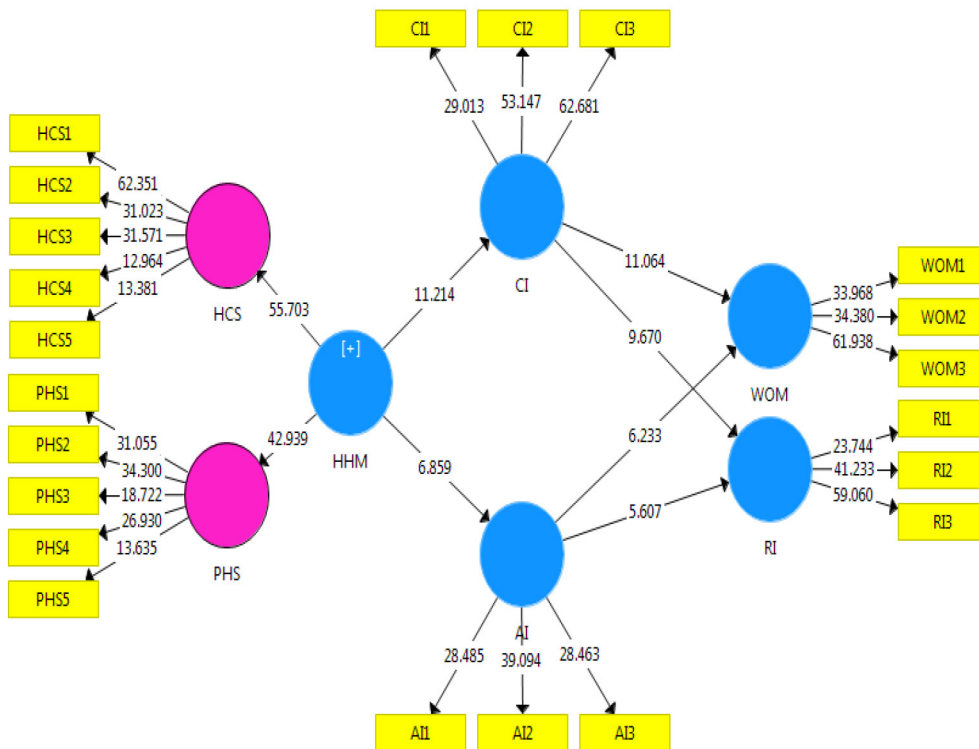 CI1
CI2
CI3
29.013
53.147
62.681
HCS1
HCS2
HCS3
HCS4
HCS5
62.351
31.023
31.571
12.964
13.381
HCS
55.703
11.214
CI
11.064
9.670
WOM1
WOM2
WOM3
33.968
34.380
61.938
WOM
[+]
HHM
42.939
6.859
6.233
5.607
PHS1
PHS2
PHS3
PHS4
PHS5
31.055
34.300
18.722
26.930
13.635
PHS
RI1
RI2
RI3
23.744
41.233
59.060
RI
AI
28.485
39.094
28.463
AI1
AI2
AI3